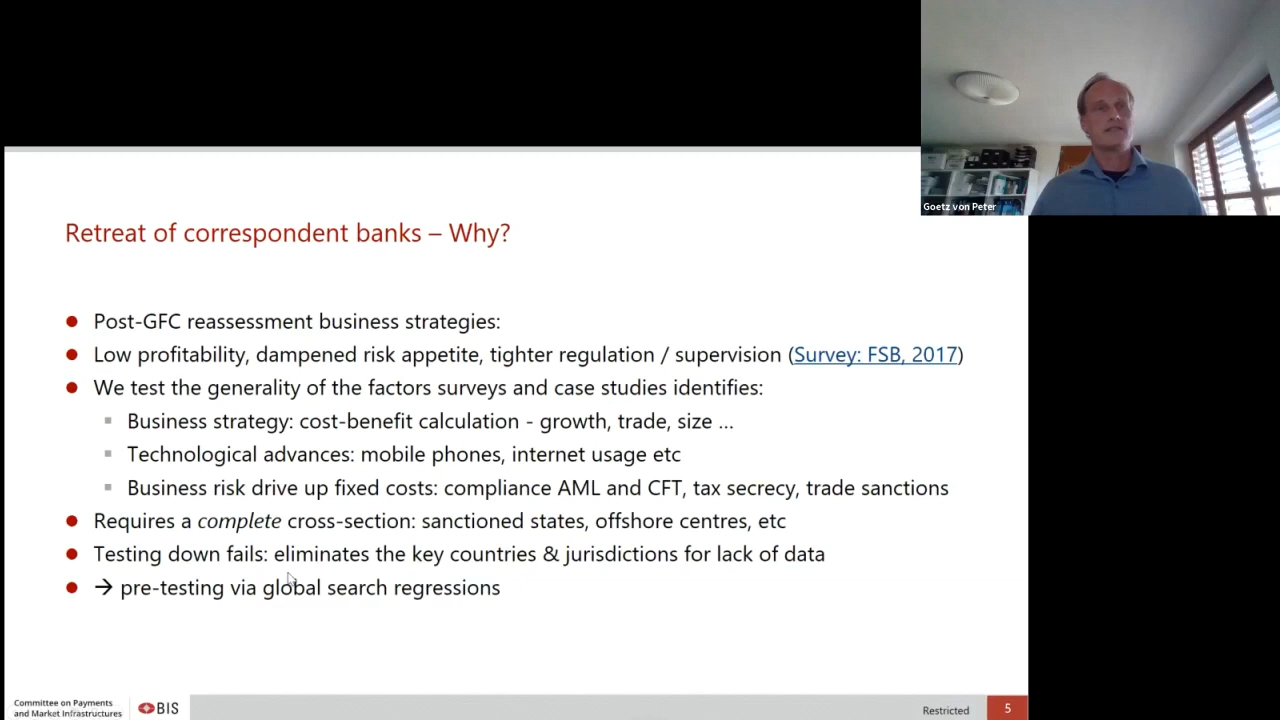 Goetz von Peter
Retreat of correspondent banks – Why?
Post-GFC reassessment business strategies:
Low profitability, dampened risk appetite, tighter regulation / supervision (Survey: FSB, 2017)
We test the generality of the factors surveys and case studies identifies:
Business strategy: cost-benefit calculation - growth, trade, size ...
Technological advances: mobile phones, internet usage etc
Business risk drive up fixed costs: compliance AML and CFT, tax secrecy, trade sanctions
Requires a complete cross-section: sanctioned states, offshore centres, etc
Testing down fails: eliminates the key countries & jurisdictions for lack of data
→ pre-testing via global search regressions
Committee on Payments
and Market Infrastructures
BIS
Restricted
5